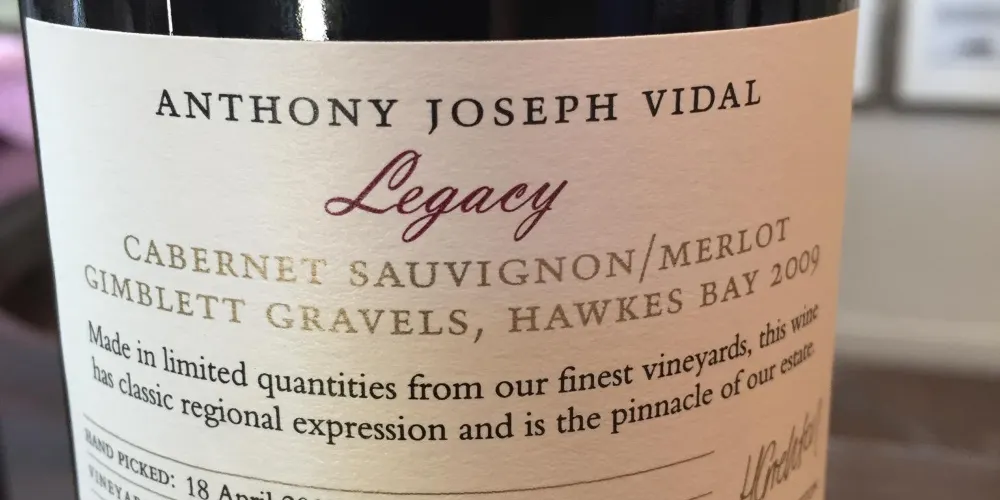 ANTHONY JOSEPH VIDAL
Legacy
CABERNET SAUVIGNON/MERLOT
GIMBLETT GRAVELS, HAWKES BAY 2009
Made in limited quantities from our finest vineyards, this wine
has classic regional expression and is the pinnacle of our estate.
HAND PICKED: 18 April